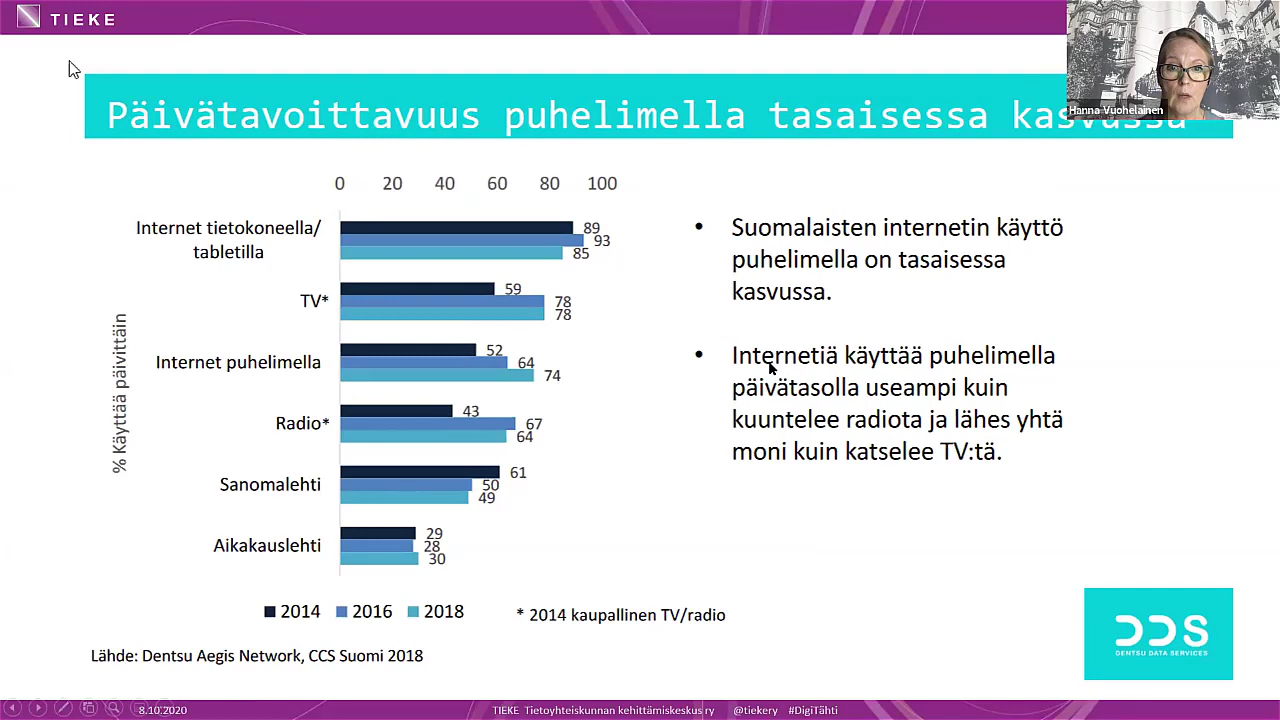 TIEKE
Hanna Vuohelainen
Päivätavoittavuus puhelimella tasaisessa kasvussa
0 20 40 60 80 100
% Käyttää päivittäin
Internet tietokoneella/
tabletilla
89
93
85
TV*
59
78
78
Internet puhelimella
52
64
74
Radio*
43
67
64
Sanomalehti
61
50
49
Aikakauslehti
29
28
30
2014 2016 2018
* 2014 kaupallinen TV/radio
• Suomalaisten internetin käyttö
puhelimella on tasaisessa
kasvussa.
• Internetiä käyttää puhelimella
päivätasolla useampi kuin
kuuntelee radiota ja lähes yhtä
moni kuin katselee TV:tä.
Lähde: Dentsu Aegis Network, CCS Suomi 2018
DDS
DENTSU DATA SERVICES
8.10.2020
TIEKE Tietoyhteiskunnan kehittämiskeskus ry @tiekery #DigiTähti